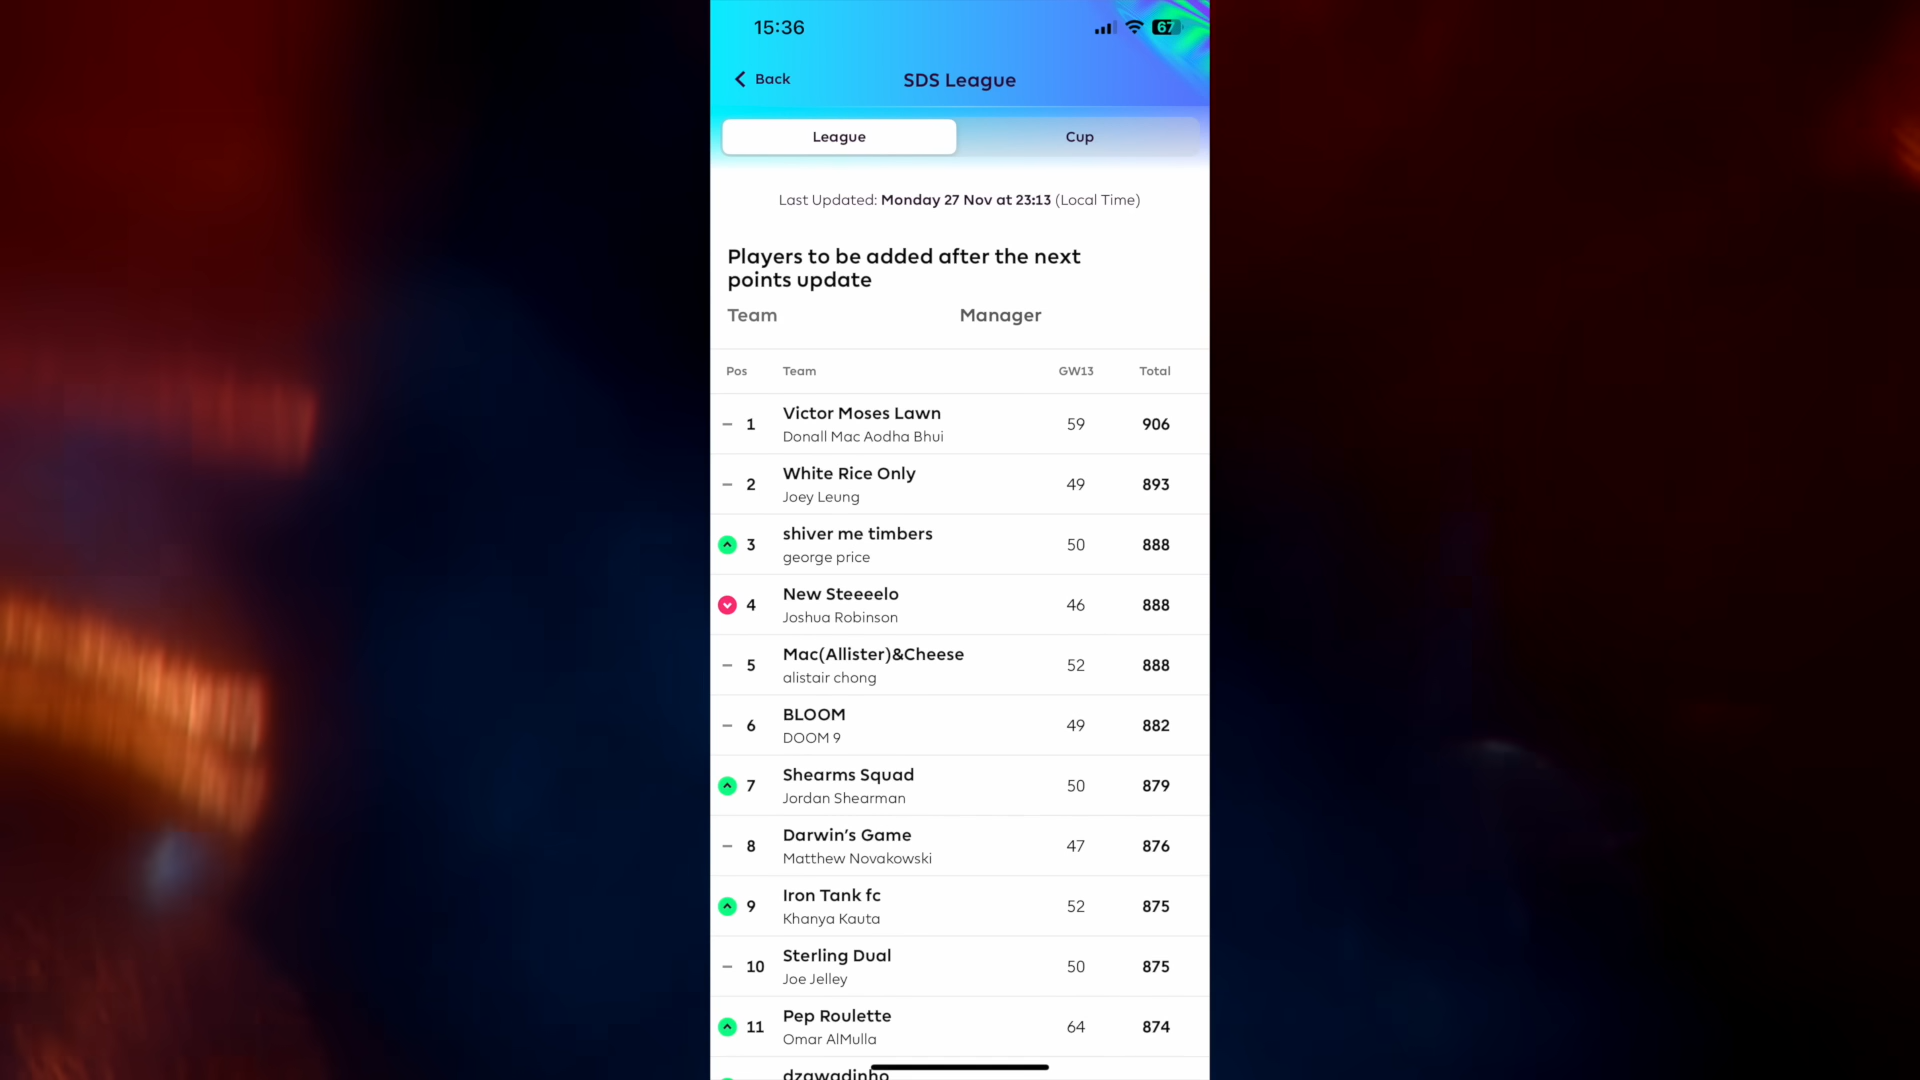 15:36
67
Back
SDS League
League
Cup
Last Updated: Monday 27 Nov at 23:13 (Local Time)
Players to be added after the next
points update
Team Manager
Pos Team GW13 Total
1 Victor Moses Lawn 59 906
Donall Mac Aodha Bhui
2 White Rice Only 49 893
Joey Leung
3 shiver me timbers 50 888
george price
4 New Steeeelo 46 888
Joshua Robinson
5 Mac(Allister)&Cheese 52 888
alistair chong
6 BLOOM 49 882
DOOM 9
7 Shearms Squad 50 879
Jordan Shearman
8 Darwin’s Game 47 876
Matthew Novakowski
9 Iron Tank fc 52 875
Khanya Kauta
10 Sterling Dual 50 875
Joe Jelley
11 Pep Roulette 64 874
Omar AlMulla
dzawadinho